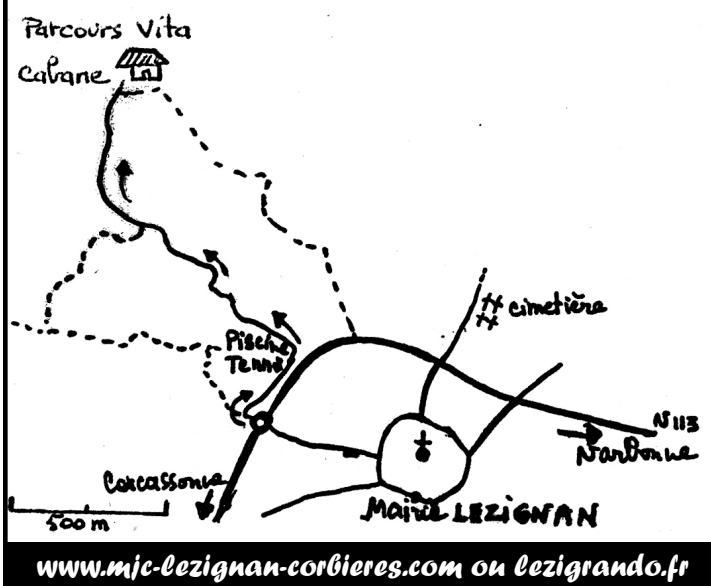 Parcours Vita
Cabane
cimetière
Piscine
Tennis
N113
Narbonne
Carcassonne
500 m
Mairie LEZIGNAN
www.mjc-lezignan-corbieres.com ou lezigrando.fr